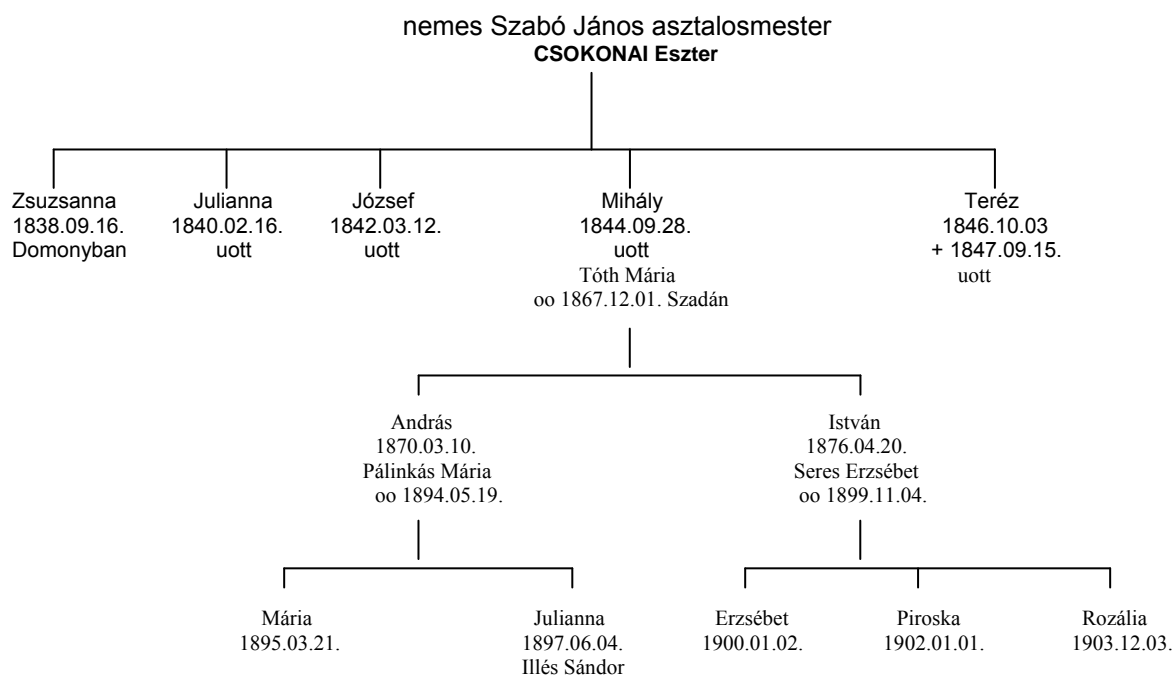 nemes Szabó János asztalosmester
CSOKONAI Eszter
Zsuzsanna
1838.09.16.
Domonyban
Julianna
1840.02.16.
uott
József
1842.03.12.
uott
Mihály
1844.09.28.
uott
Tóth Mária
oo 1867.12.01. Szadán
Teréz
1846.10.03
+ 1847.09.15.
uott
András
1870.03.10.
Pálinkás Mária
oo 1894.05.19.
István
1876.04.20.
Seres Erzsébet
oo 1899.11.04.
Mária
1895.03.21.
Julianna
1897.06.04.
Illés Sándor
Erzsébet
1900.01.02.
Piroska
1902.01.01.
Rozália
1903.12.03.